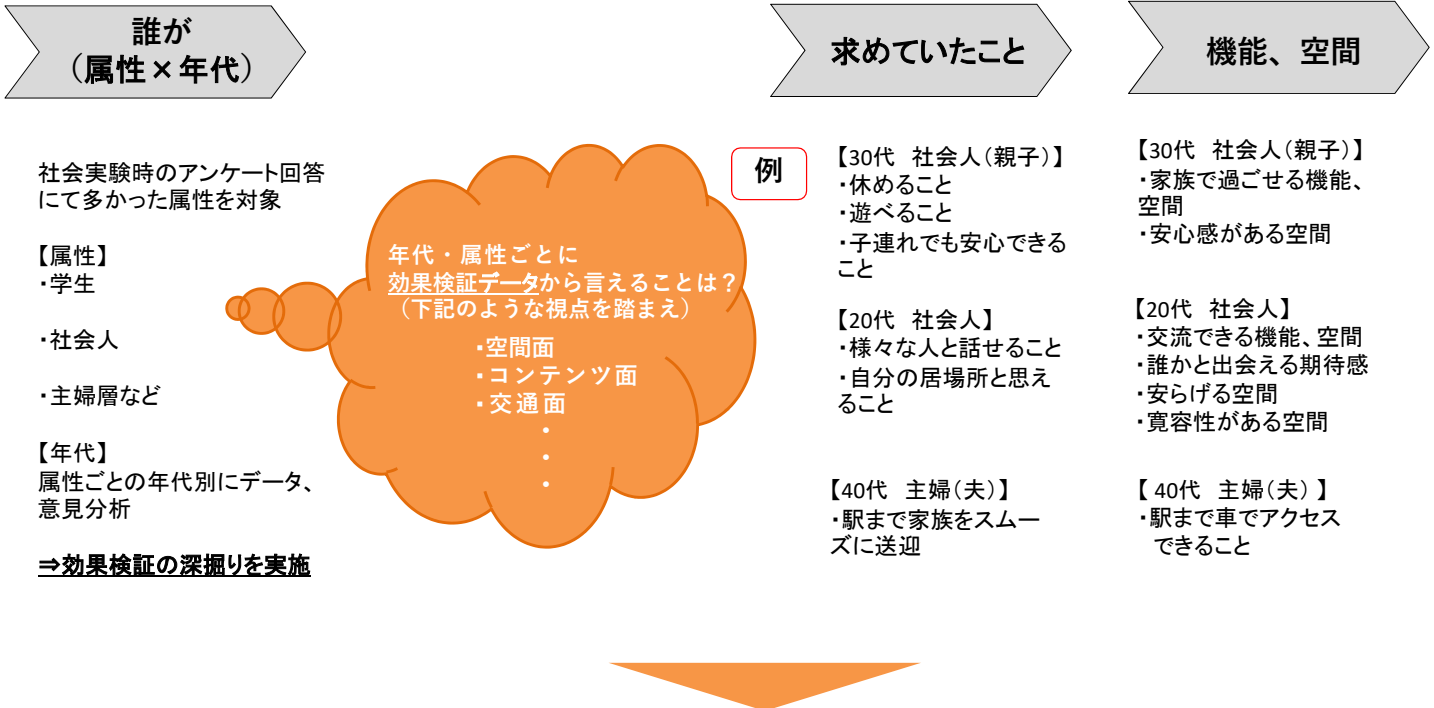 誰が
（属性×年代）
求めていたこと
機能、空間
社会実験時のアンケート回答
にて多かった属性を対象
【属性】
・学生
・社会人
・主婦層など
【年代】
属性ごとの年代別にデータ、
意見分析
⇒効果検証の深掘りを実施
年代・属性ごとに
効果検証データから言えることは？
（下記のような視点を踏まえ）
・空間面
・コンテンツ面
・交通面
・
・
・
例
【30代　社会人（親子）】
・休めること
・遊べること
・子連れでも安心できる
こと
【20代　社会人】
・様々な人と話せること
・自分の居場所と思え
ること
【40代　主婦（夫）】
・駅まで家族をスムー
ズに送迎
【30代　社会人（親子）】
・家族で過ごせる機能、
空間
・安心感がある空間
【20代　社会人】
・交流できる機能、空間
・誰かと出会える期待感
・安らげる空間
・寛容性がある空間
【 40代　主婦（夫） 】
・駅まで車でアクセス
できること